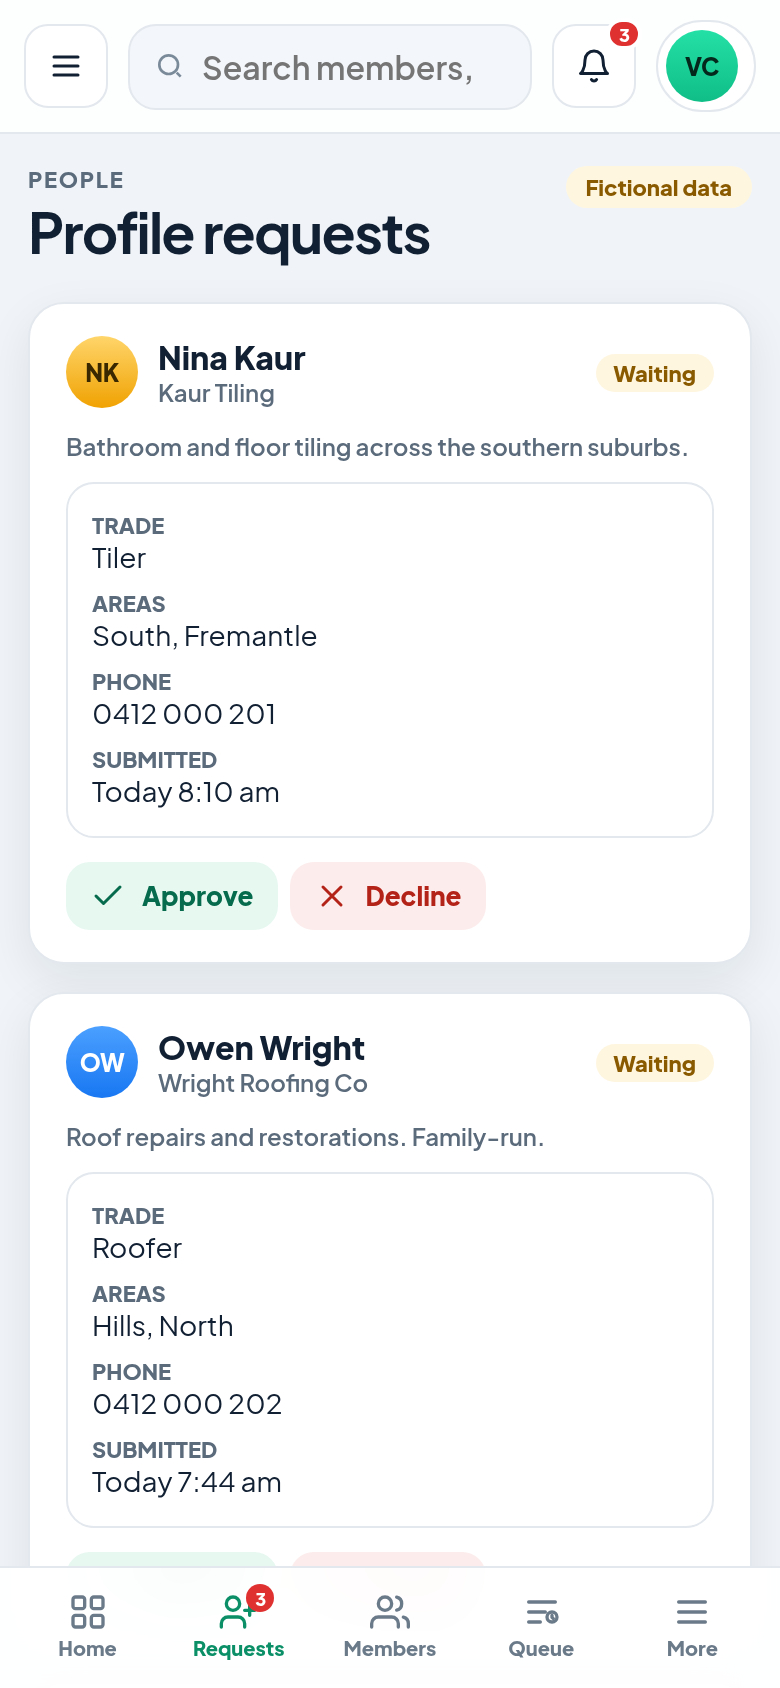 Search members,
3
VC
PEOPLE
Fictional data
Profile requests
NK
Nina Kaur
Kaur Tiling
Waiting
Bathroom and floor tiling across the southern suburbs.
TRADE
Tiler
AREAS
South, Fremantle
PHONE
0412 000 201
SUBMITTED
Today 8:10 am
Approve
Decline
OW
Owen Wright
Wright Roofing Co
Waiting
Roof repairs and restorations. Family-run.
TRADE
Roofer
AREAS
Hills, North
PHONE
0412 000 202
SUBMITTED
Today 7:44 am
3
Home
Requests
Members
Queue
More